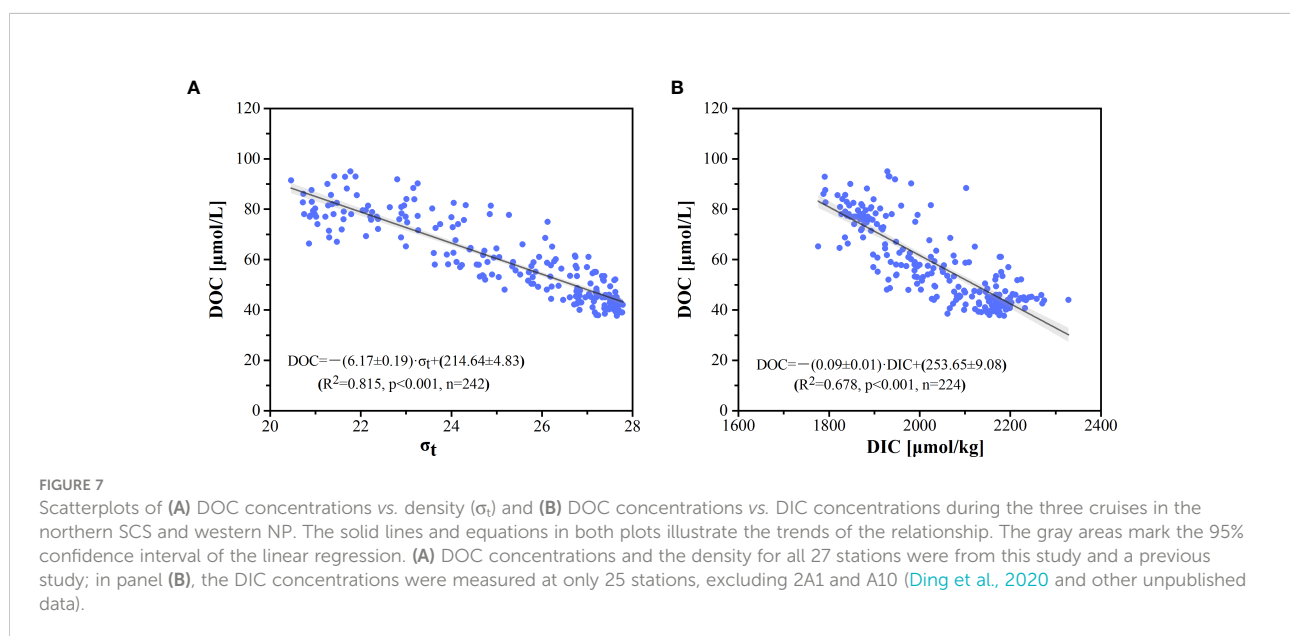 A
B
120
100
80
60
40
20
0
DOC [μmol/L]
DOC=—(6.17±0.19)·σt+(214.64±4.83)
(R²=0.815, p<0.001, n=242)
20 22 24 26 28
σt
120
100
80
60
40
20
0
DOC [μmol/L]
DOC=—(0.09±0.01)·DIC+(253.65±9.08)
(R²=0.678, p<0.001, n=224)
1600 1800 2000 2200 2400
DIC [μmol/kg]
FIGURE 7
Scatterplots of (A) DOC concentrations vs. density (σt) and (B) DOC concentrations vs. DIC concentrations during the three cruises in the
northern SCS and western NP. The solid lines and equations in both plots illustrate the trends of the relationship. The gray areas mark the 95%
confidence interval of the linear regression. (A) DOC concentrations and the density for all 27 stations were from this study and a previous
study; in panel (B), the DIC concentrations were measured at only 25 stations, excluding 2A1 and A10 (Ding et al., 2020 and other unpublished
data).